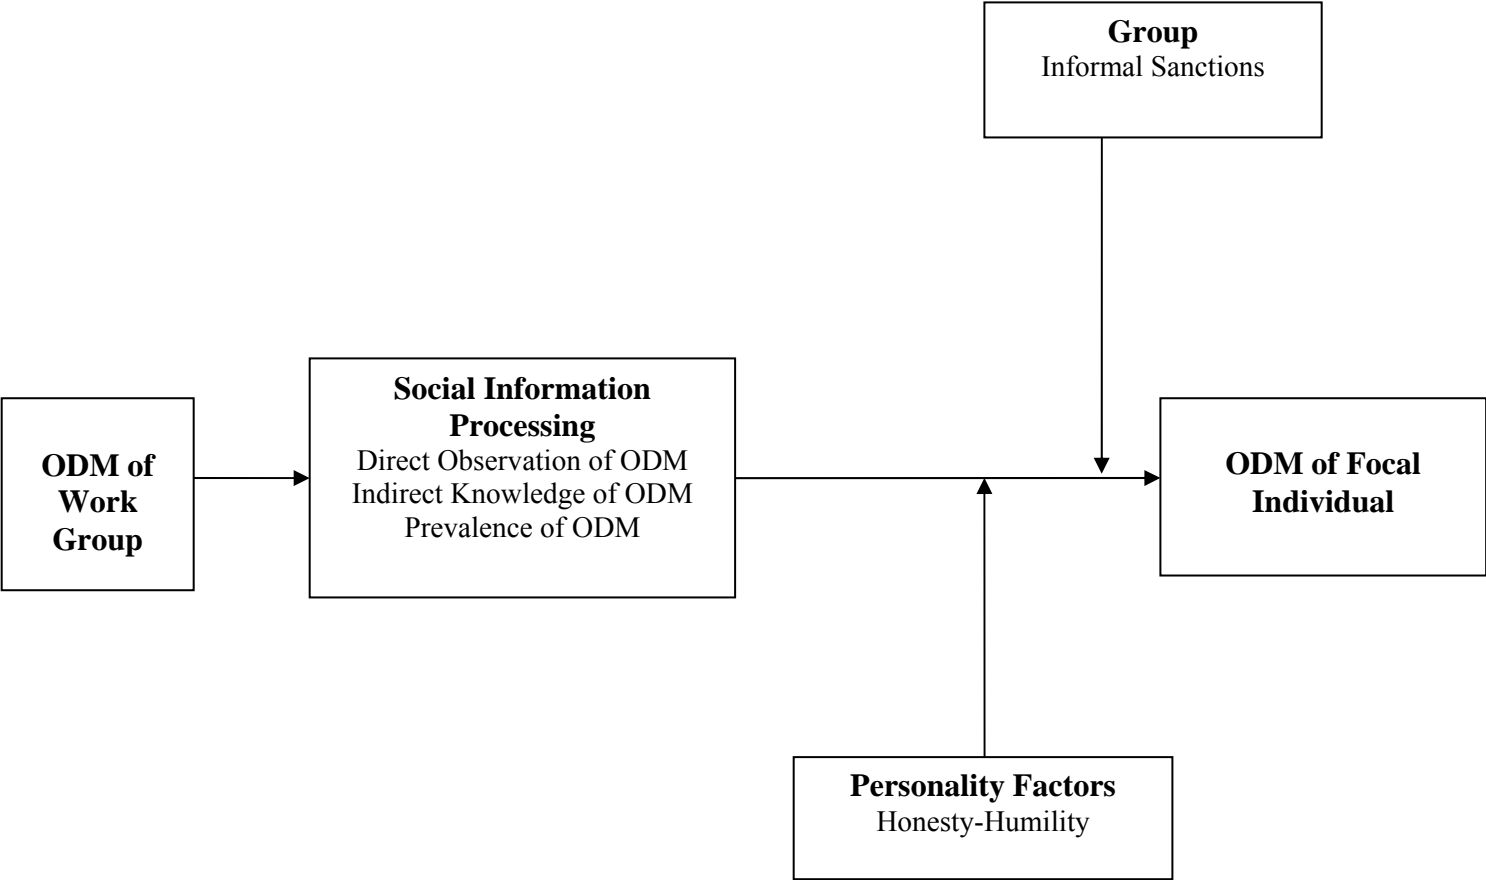 Group
Informal Sanctions
Social Information
Processing
Direct Observation of ODM
Indirect Knowledge of ODM
Prevalence of ODM
ODM of
Work
Group
ODM of Focal
Individual
Personality Factors
Honesty-Humility